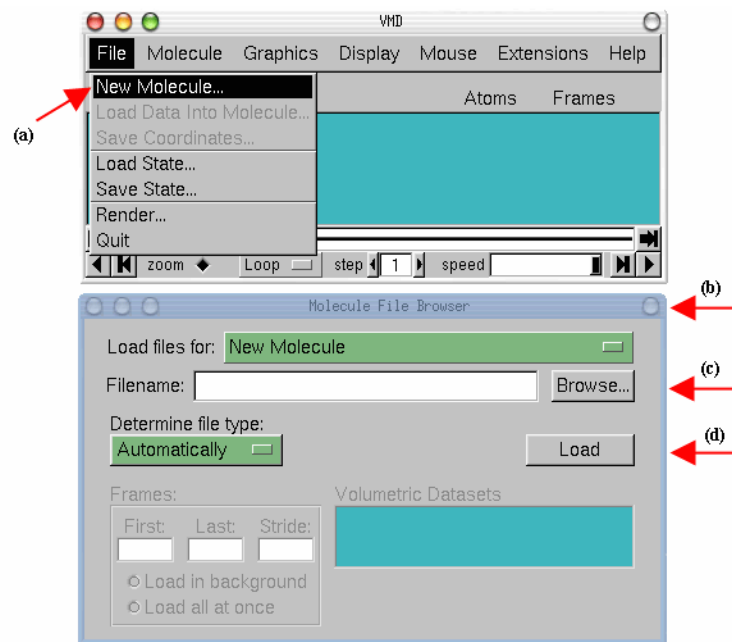 VMD
File Molecule Graphics Display Mouse Extensions Help
New Molecule...
Load Data Into Molecule...
Atoms Frames
(a)
Save Coordinates...
Load State...
Save State...
Render...
Quit
zoom Loop step 1 speed
(b)
Molecule File Browser
Load files for: New Molecule
(c)
Filename: Browse...
Determine file type:
(d)
Automatically Load
Frames: Volumetric Datasets
First: Last: Stride:
Load in background
Load all at once